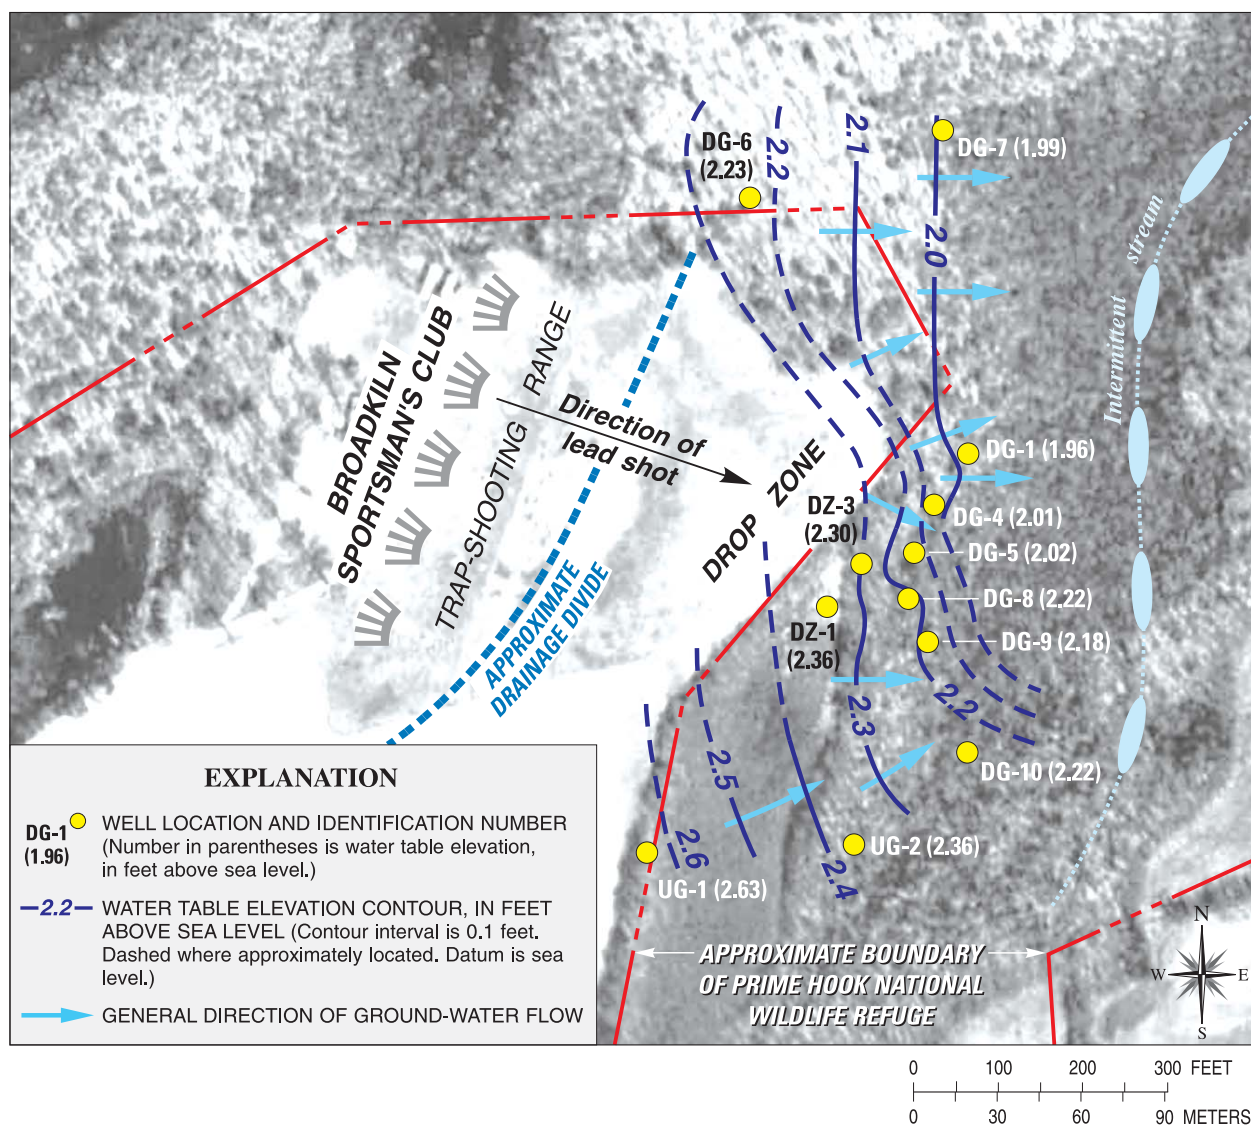 DG-6
(2.23)
2.2
2.1
DG-7 (1.99)
2.0
stream
Intermittent
BROADKILN
SPORTSMAN'S CLUB
TRAP-SHOOTING RANGE
Direction of
lead shot
DROP ZONE
DG-1 (1.96)
DZ-3
(2.30)
DG-4 (2.01)
DG-5 (2.02)
DG-8 (2.22)
DZ-1
(2.36)
DG-9 (2.18)
APPROXIMATE
DRAINAGE DIVIDE
2.2
2.3
2.5
DG-10 (2.22)
2.6
2.4
UG-2 (2.36)
UG-1 (2.63)
APPROXIMATE BOUNDARY
OF PRIME HOOK NATIONAL
WILDLIFE REFUGE
N
W
E
S
EXPLANATION
DG-1
(1.96)
WELL LOCATION AND IDENTIFICATION NUMBER
(Number in parentheses is water table elevation,
in feet above sea level.)
2.2
WATER TABLE ELEVATION CONTOUR, IN FEET
ABOVE SEA LEVEL (Contour interval is 0.1 feet.
Dashed where approximately located. Datum is sea
level.)
GENERAL DIRECTION OF GROUND-WATER FLOW
0 100 200 300 FEET
0 30 60 90 METERS